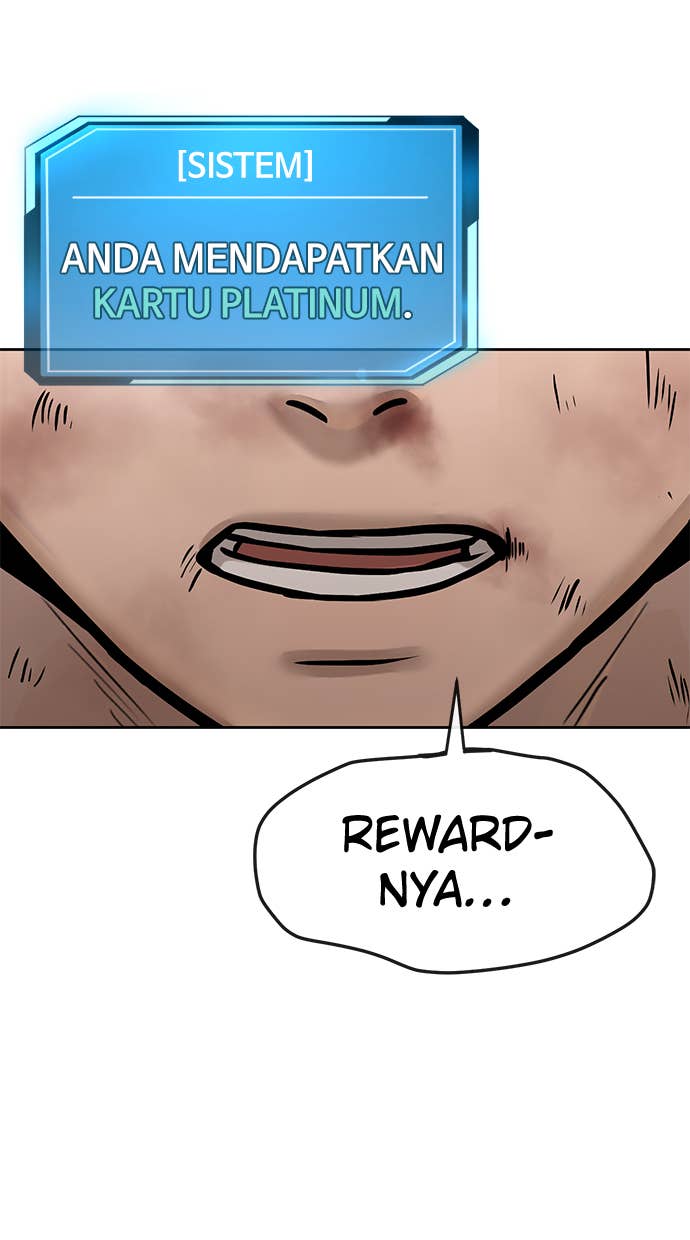 [SISTEM]
ANDA MENDAPATKAN
KARTU PLATINUM.
REWARD-
NYA...